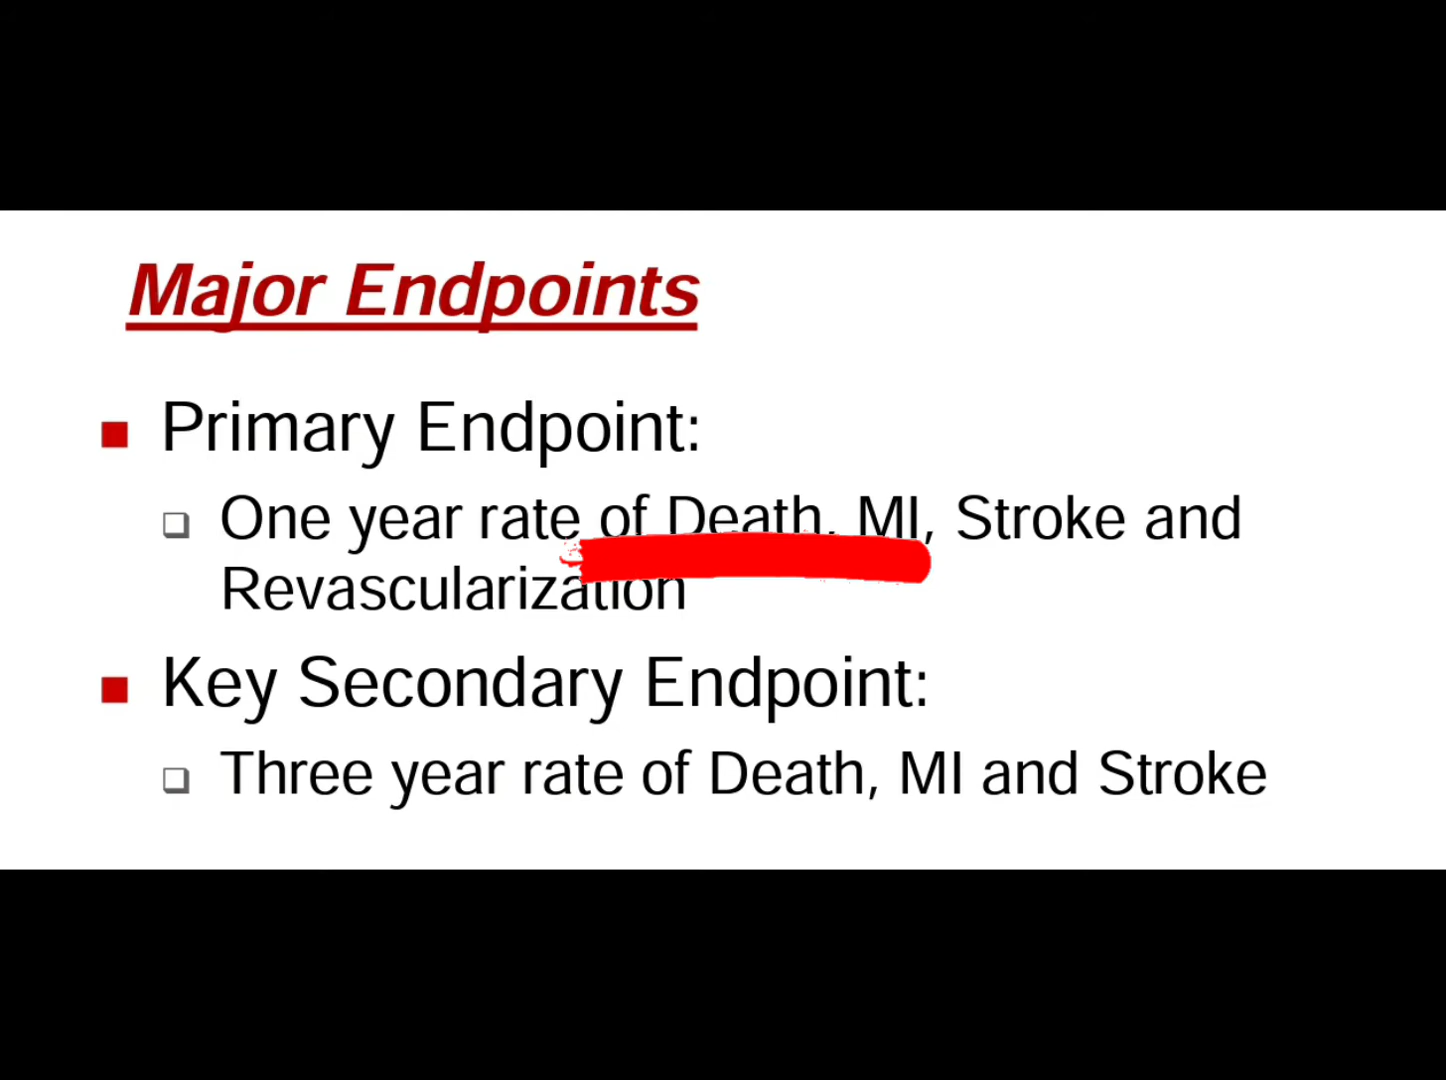 Major Endpoints
Primary Endpoint:
One year rate of Death, MI, Stroke and
Revascularization
Key Secondary Endpoint:
Three year rate of Death, MI and Stroke